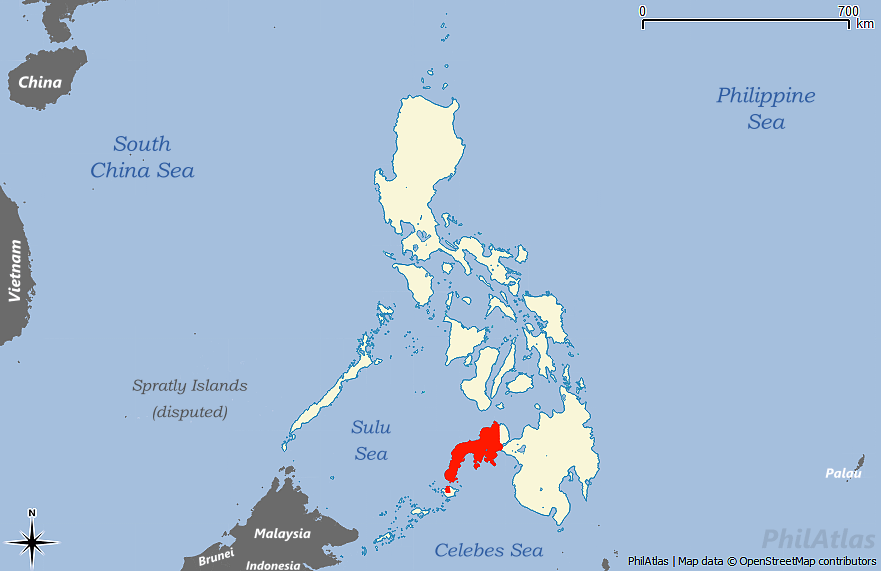 0 700
km
China
Philippine
Sea
South
China Sea
Vietnam
Spratly Islands
(disputed)
Sulu
Sea
Palau
N
Malaysia
Brunei
Indonesia
Celebes Sea
PhilAtlas
PhilAtlas | Map data © OpenStreetMap contributors